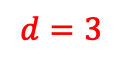 d = 3